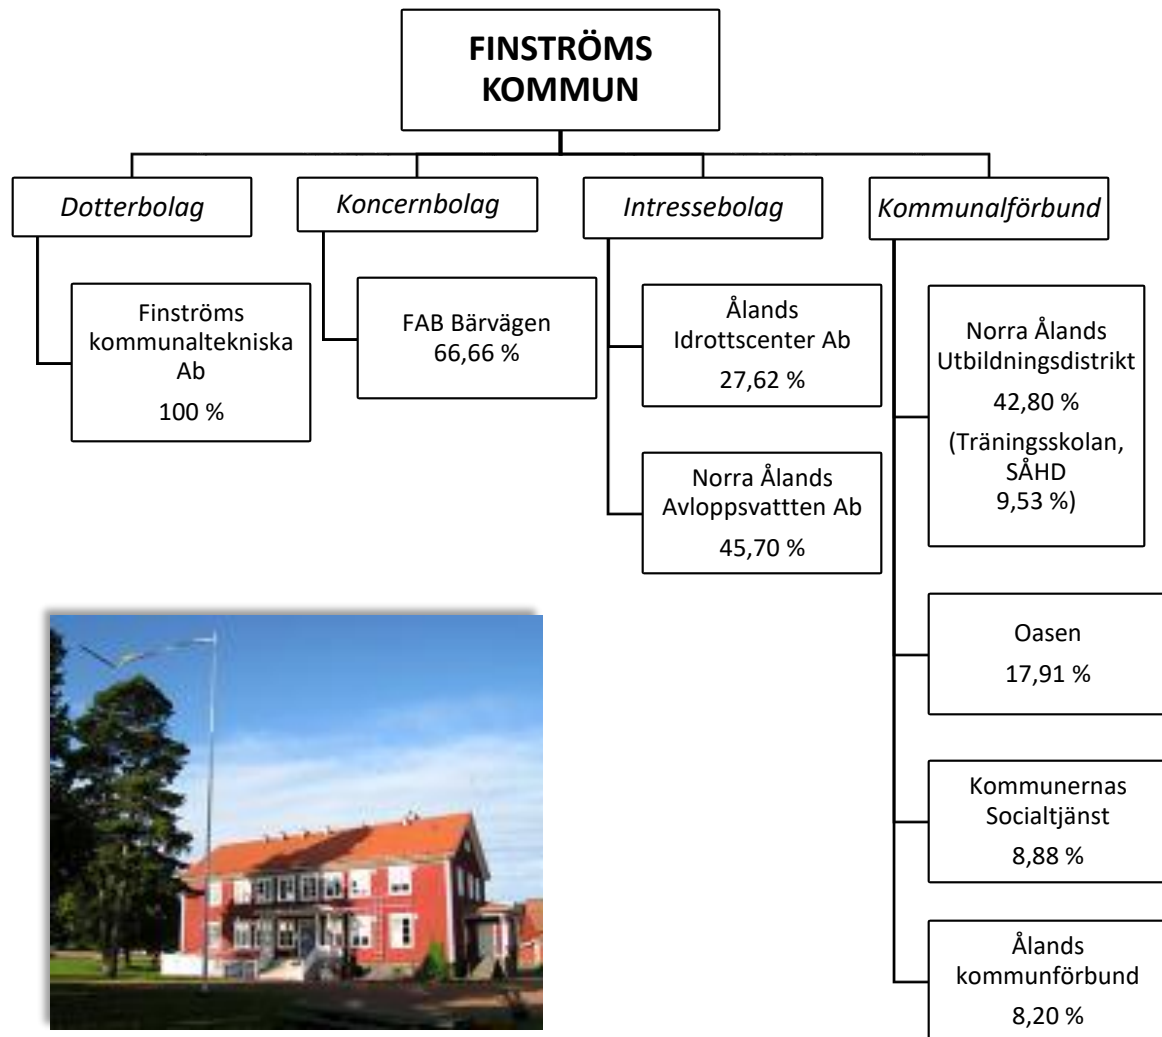 FINSTRÖMS
KOMMUN
Dotterbolag
Koncernbolag
Intressebolag
Kommunalförbund
Finströms
kommunaltekniska
Ab
100 %
FAB Bärvägen
66,66 %
Ålands
Idrottscenter Ab
27,62 %
Norra Ålands
Avloppsvattten Ab
45,70 %
Norra Ålands
Utbildningsdistrikt
42,80 %
(Träningsskolan,
SÅHD
9,53 %)
Oasen
17,91 %
Kommunernas
Socialtjänst
8,88 %
Ålands
kommunförbund
8,20 %